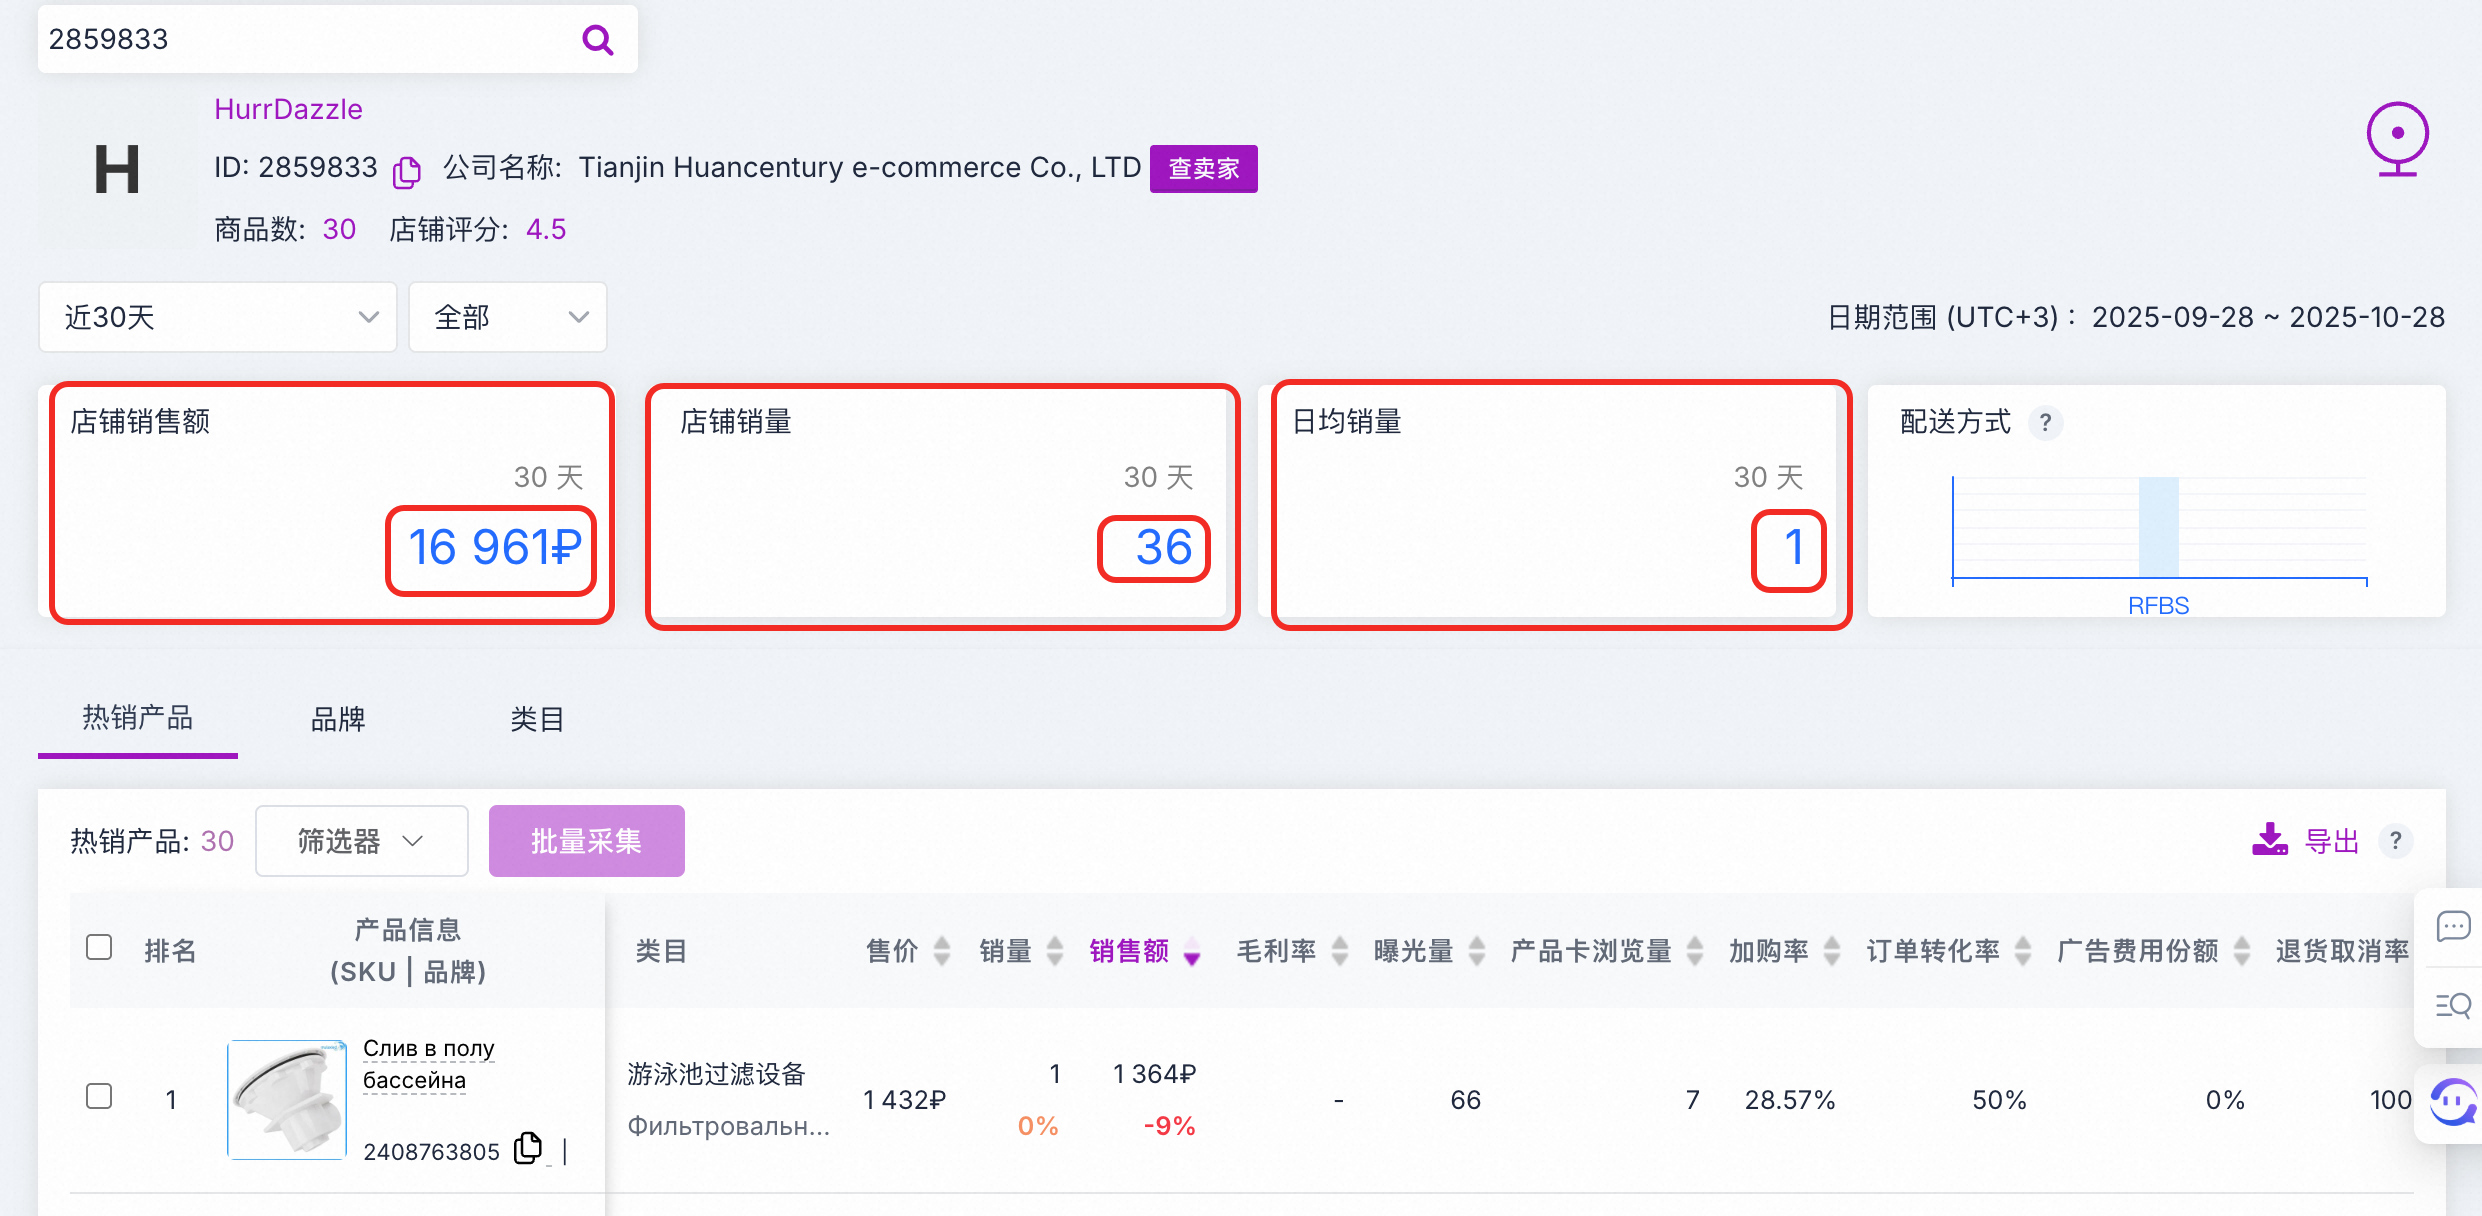 2859833
HurrDazzle
H
ID: 2859833 公司名称: Tianjin Huancentury e-commerce Co., LTD 查卖家
商品数: 30 店铺评分: 4.5
近30天 全部 日期范围 (UTC+3) : 2025-09-28 ~ 2025-10-28
店铺销售额
30 天
16 961₽
店铺销量
30 天
36
日均销量
30 天
1
配送方式 ?
RFBS
热销产品 品牌 类目
热销产品: 30 筛选器 批量采集 导出 ?
排名 产品信息 (SKU | 品牌) 类目 售价 销量 销售额 毛利率 曝光量 产品卡浏览量 加购率 订单转化率 广告费用份额 退货取消率
1
Слив в полу
бассейна
2408763805 |
游泳池过滤设备
Фильтровальн...
1 432₽
1
0%
1 364₽
-9%
- 66 7 28.57% 50% 0% 100